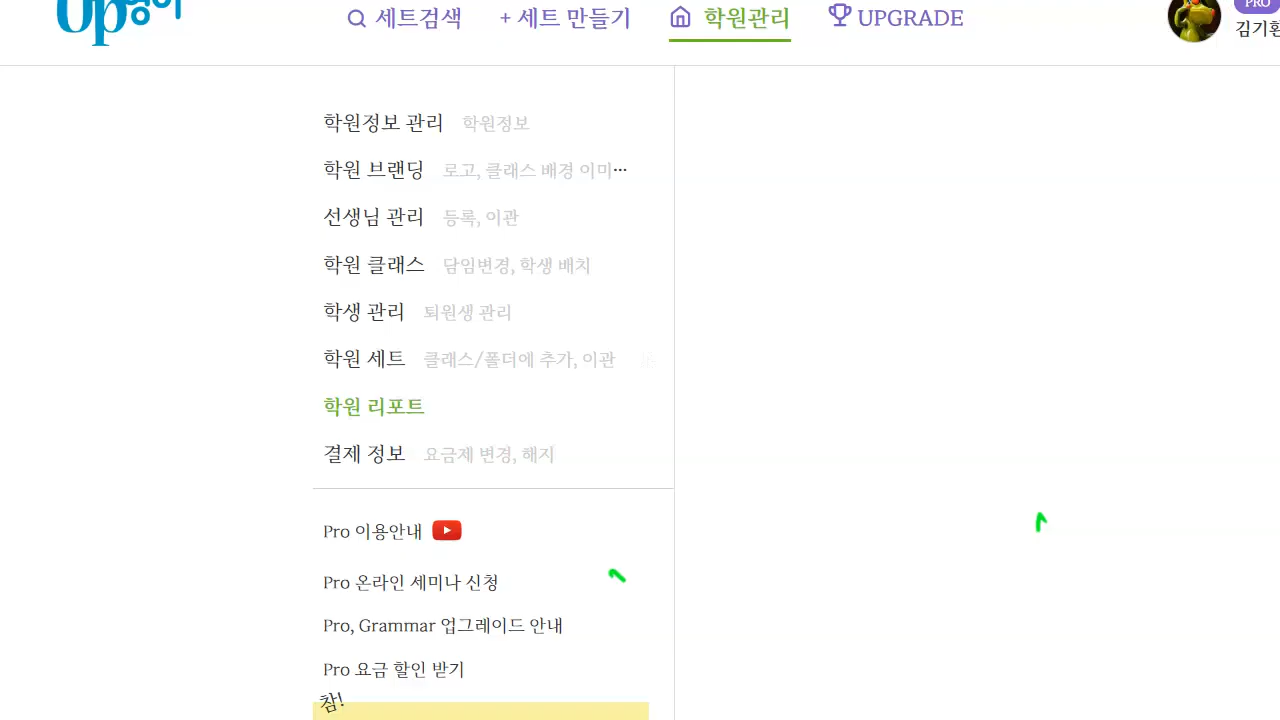 세트검색 + 세트 만들기 학원관리 UPGRADE
PRO
학원정보 관리 학원정보
학원 브랜딩 로고, 클래스 배경 이미…
선생님 관리 등록, 이관
학원 클래스 담임변경, 학생 배치
학생 관리 퇴원생 관리
학원 세트 클래스/폴더에 추가, 이관
학원 리포트
결제 정보 요금제 변경, 해지
Pro 이용안내
Pro 온라인 세미나 신청
Pro, Grammar 업그레이드 안내
Pro 요금 할인 받기
참!